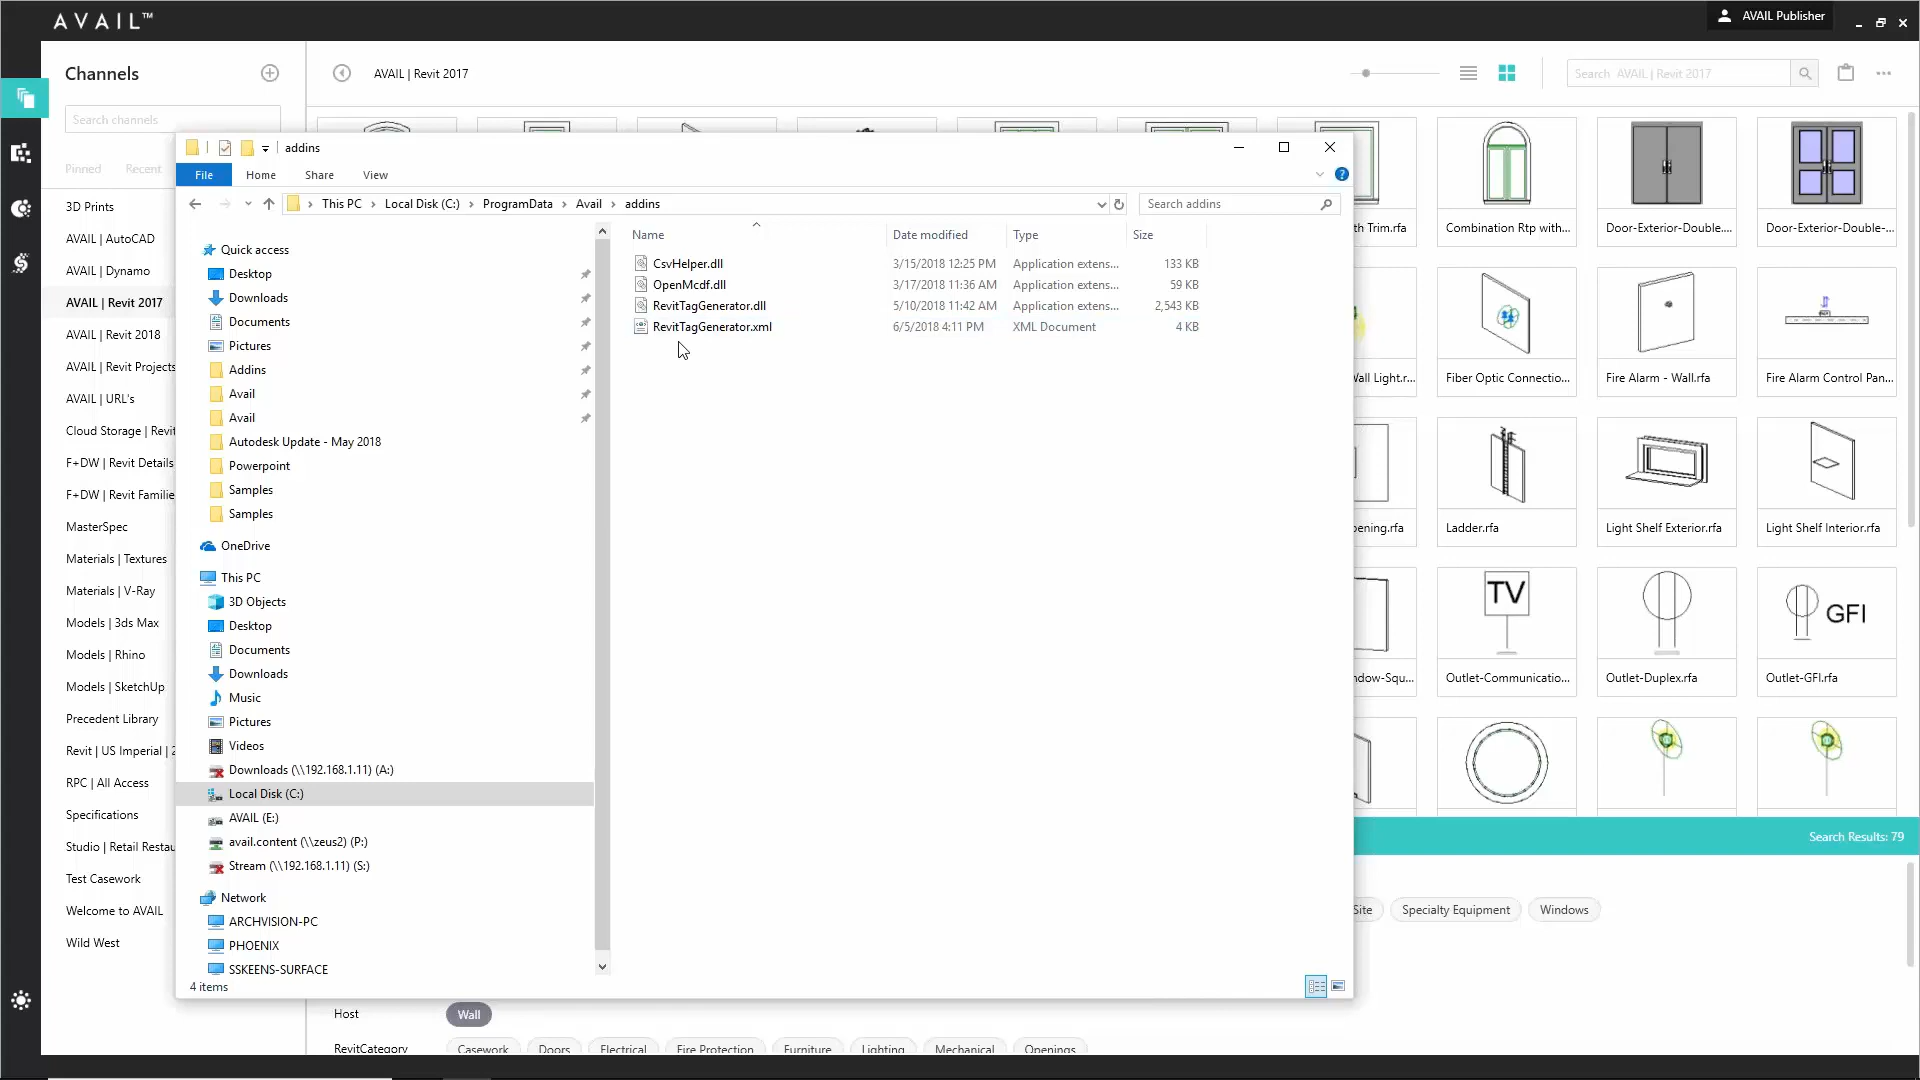 AVAIL™
AVAIL Publisher
Channels
AVAIL | Revit 2017
Search AVAIL | Revit 2017
Search channels
Pinned
Recent
3D Prints
AVAIL | AutoCAD
AVAIL | Dynamo
AVAIL | Revit 2017
AVAIL | Revit 2018
AVAIL | Revit Projects
AVAIL | URL's
Cloud Storage | Revit
F+DW | Revit Details
F+DW | Revit Familie
MasterSpec
Materials | Textures
Materials | V-Ray
Models | 3ds Max
Models | Rhino
Models | SketchUp
Precedent Library
Revit | US Imperial | 2
RPC | All Access
Specifications
Studio | Retail Restau
Test Casework
Welcome to AVAIL
Wild West
addins
File
Home
Share
View
This PC
Local Disk (C:)
ProgramData
Avail
addins
Search addins
Quick access
Desktop
Downloads
Documents
Pictures
Addins
Avail
Avail
Autodesk Update - May 2018
Powerpoint
Samples
Samples
OneDrive
This PC
3D Objects
Desktop
Documents
Downloads
Music
Pictures
Videos
Downloads (\\192.168.1.11) (A:)
Local Disk (C:)
AVAIL (E:)
avail.content (\\zeus2) (P:)
Stream (\\192.168.1.11) (S:)
Network
ARCHVISION-PC
PHOENIX
SSKEENS-SURFACE
4 items
Name Date modified Type Size
CsvHelper.dll 3/15/2018 12:25 PM Application extens... 133 KB
OpenMcdf.dll 3/17/2018 11:36 AM Application extens... 59 KB
RevitTagGenerator.dll 5/10/2018 11:42 AM Application extens... 2,543 KB
RevitTagGenerator.xml 6/5/2018 4:11 PM XML Document 4 KB
th Trim.rfa
Combination Rtp with...
Door-Exterior-Double....
Door-Exterior-Double-...
Wall Light.r...
Fiber Optic Connectio...
Fire Alarm - Wall.rfa
Fire Alarm Control Pan...
pening.rfa
Ladder.rfa
Light Shelf Exterior.rfa
Light Shelf Interior.rfa
TV
GFI
ndow-Squ...
Outlet-Communicatio...
Outlet-Duplex.rfa
Outlet-GFI.rfa
Search Results: 79
Site
Specialty Equipment
Windows
Host
Wall
RevitCategory
Casework
Doors
Electrical
Fire Protection
Furniture
Lighting
Mechanical
Openings